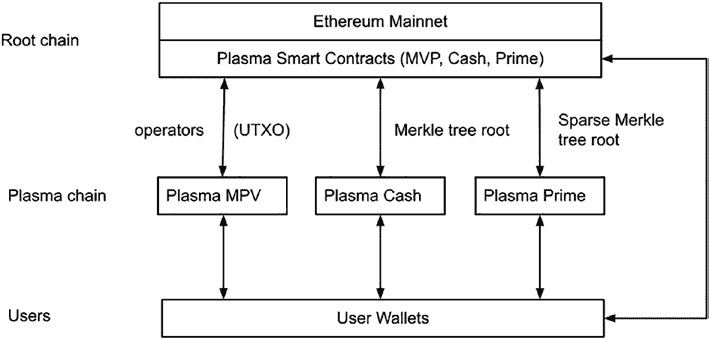 Ethereum Mainnet
Root chain
Plasma Smart Contracts (MVP, Cash, Prime)
operators (UTXO) Merkle tree root Sparse Merkle
tree root
Plasma chain Plasma MPV Plasma Cash Plasma Prime
Users User Wallets